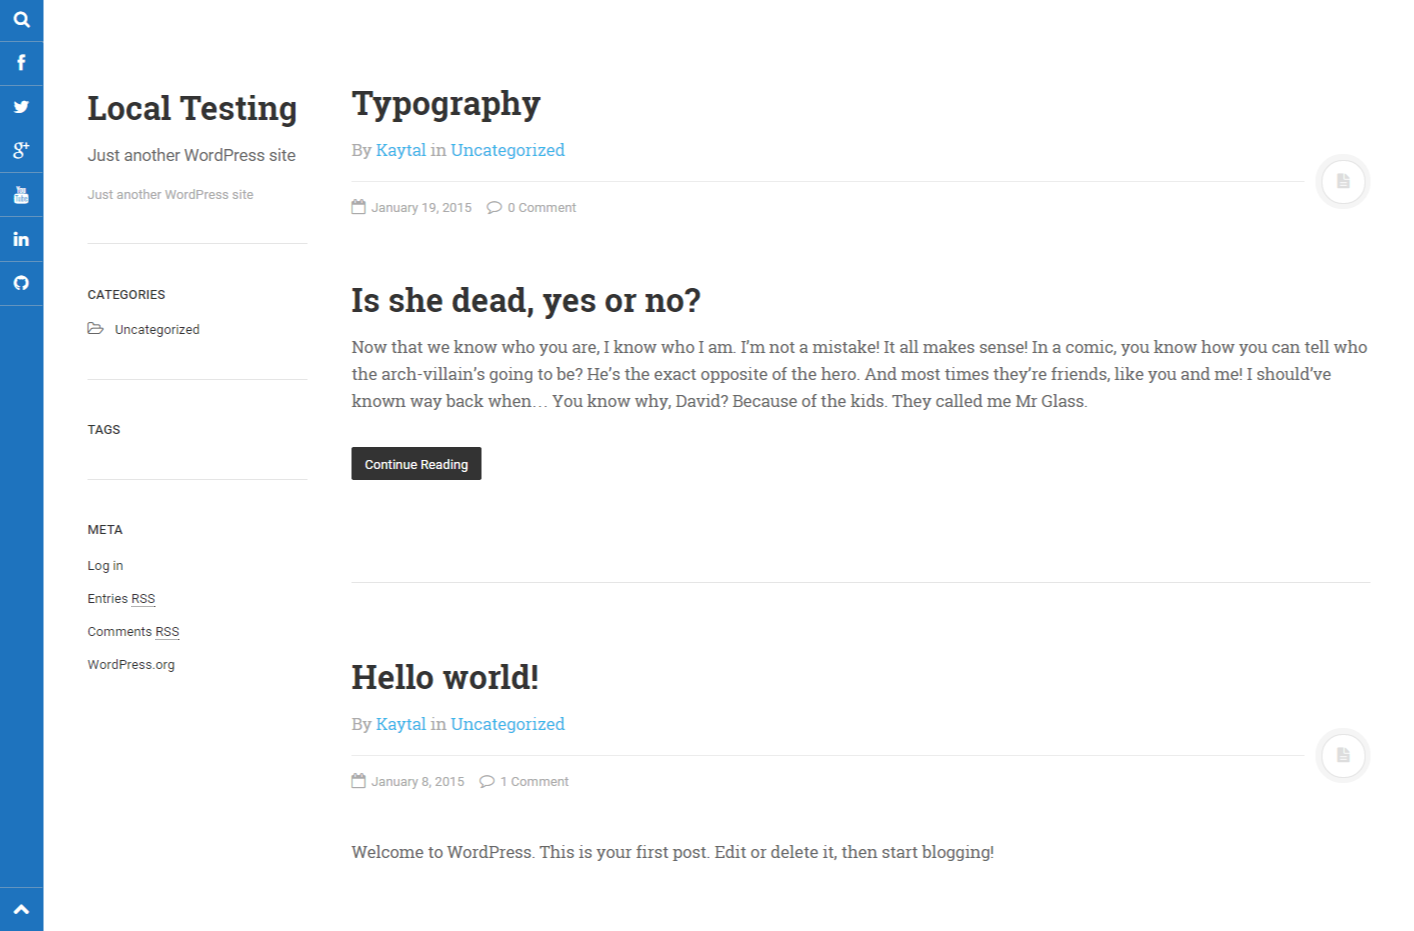 Local Testing
Just another WordPress site
Just another WordPress site
CATEGORIES
Uncategorized
TAGS
META
Log in
Entries RSS
Comments RSS
WordPress.org
Typography
By Kaytal in Uncategorized
January 19, 2015 0 Comment
Is she dead, yes or no?
Now that we know who you are, I know who I am. I’m not a mistake! It all makes sense! In a comic, you know how you can tell who
the arch-villain’s going to be? He’s the exact opposite of the hero. And most times they’re friends, like you and me! I should’ve
known way back when… You know why, David? Because of the kids. They called me Mr Glass.
Continue Reading
Hello world!
By Kaytal in Uncategorized
January 8, 2015 1 Comment
Welcome to WordPress. This is your first post. Edit or delete it, then start blogging!